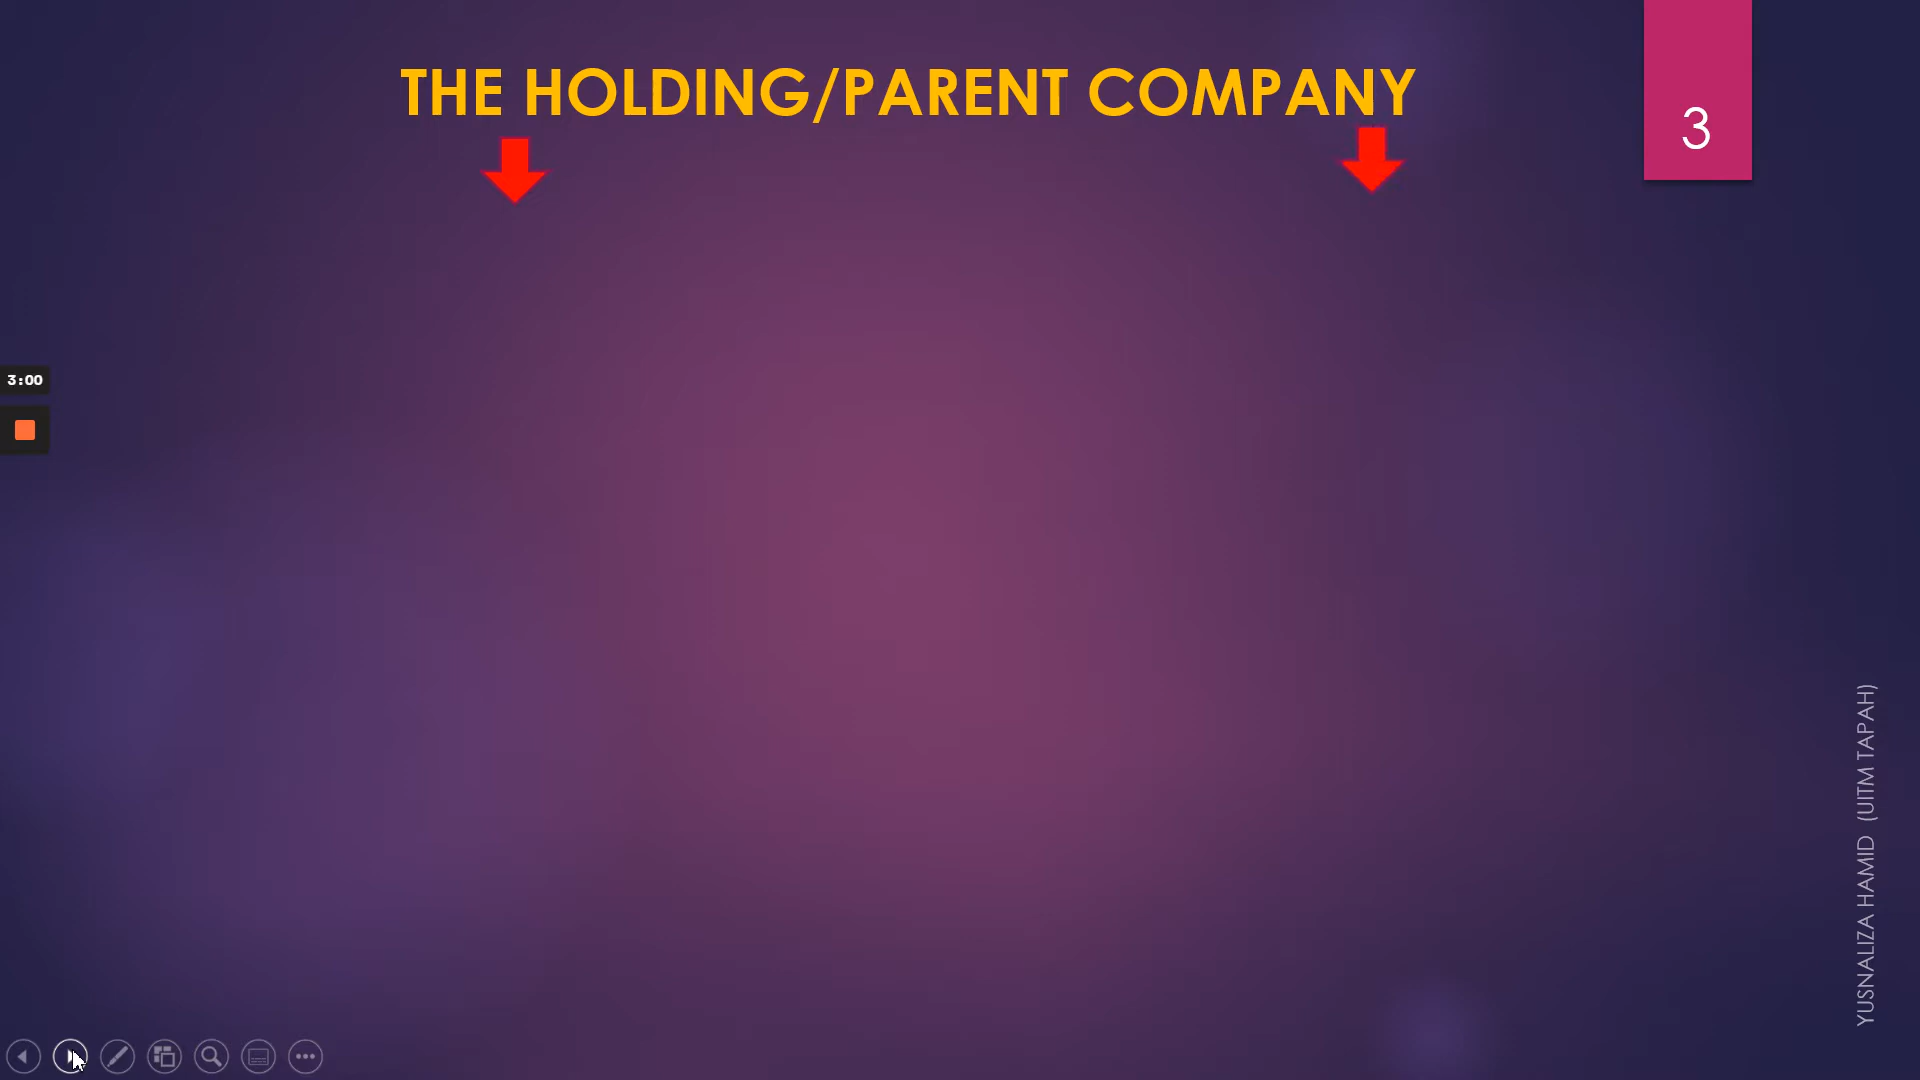 THE HOLDING/PARENT COMPANY
3
3:00
YUSNALIZA HAMID (UITM TAPAH)